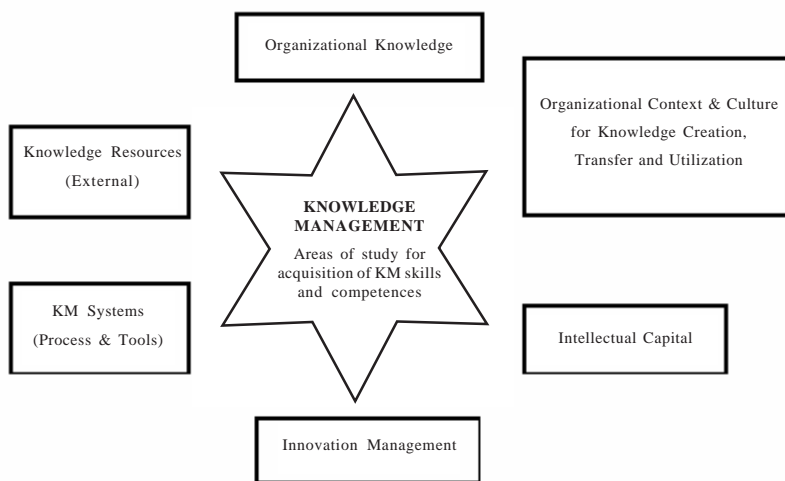 Organizational Knowledge
Organizational Context & Culture
for Knowledge Creation,
Transfer and Utilization
Knowledge Resources
(External)
KNOWLEDGE
MANAGEMENT
Areas of study for
acquisition of KM skills
and competences
KM Systems
(Process & Tools)
Intellectual Capital
Innovation Management